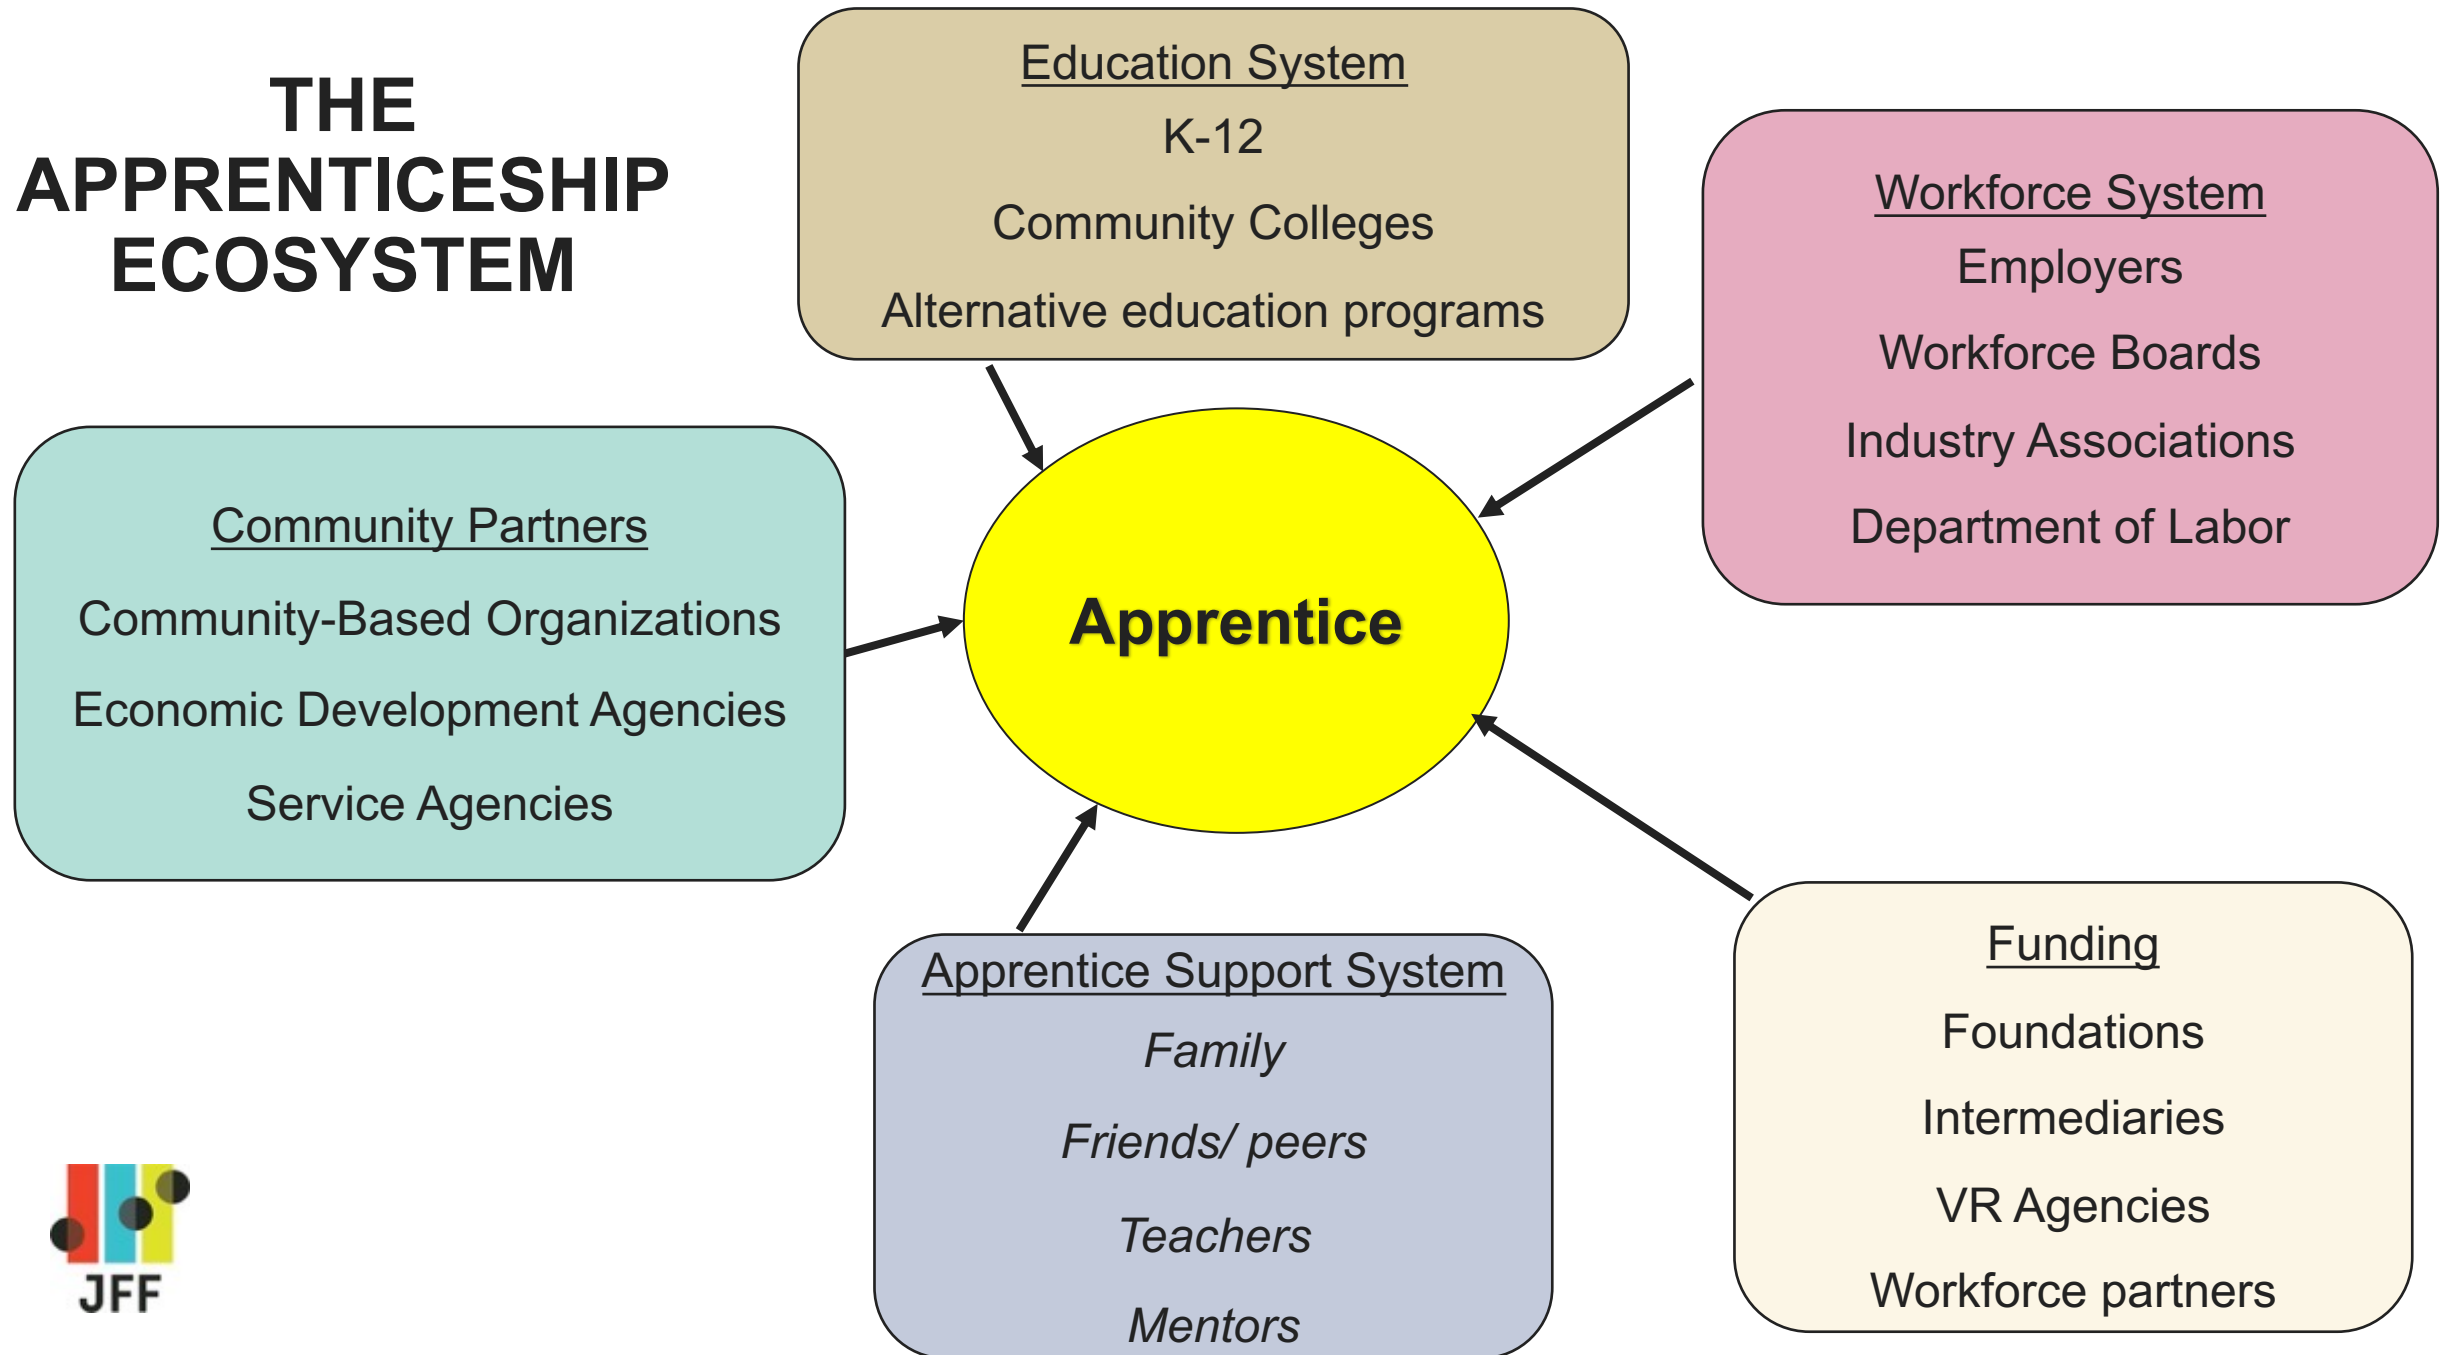 THE
APPRENTICESHIP
ECOSYSTEM
Education System
K-12
Community Colleges
Alternative education programs
Workforce System
Employers
Workforce Boards
Industry Associations
Department of Labor
Community Partners
Community-Based Organizations
Economic Development Agencies
Service Agencies
Apprentice
Apprentice Support System
Family
Friends/ peers
Teachers
Mentors
Funding
Foundations
Intermediaries
VR Agencies
Workforce partners
JFF